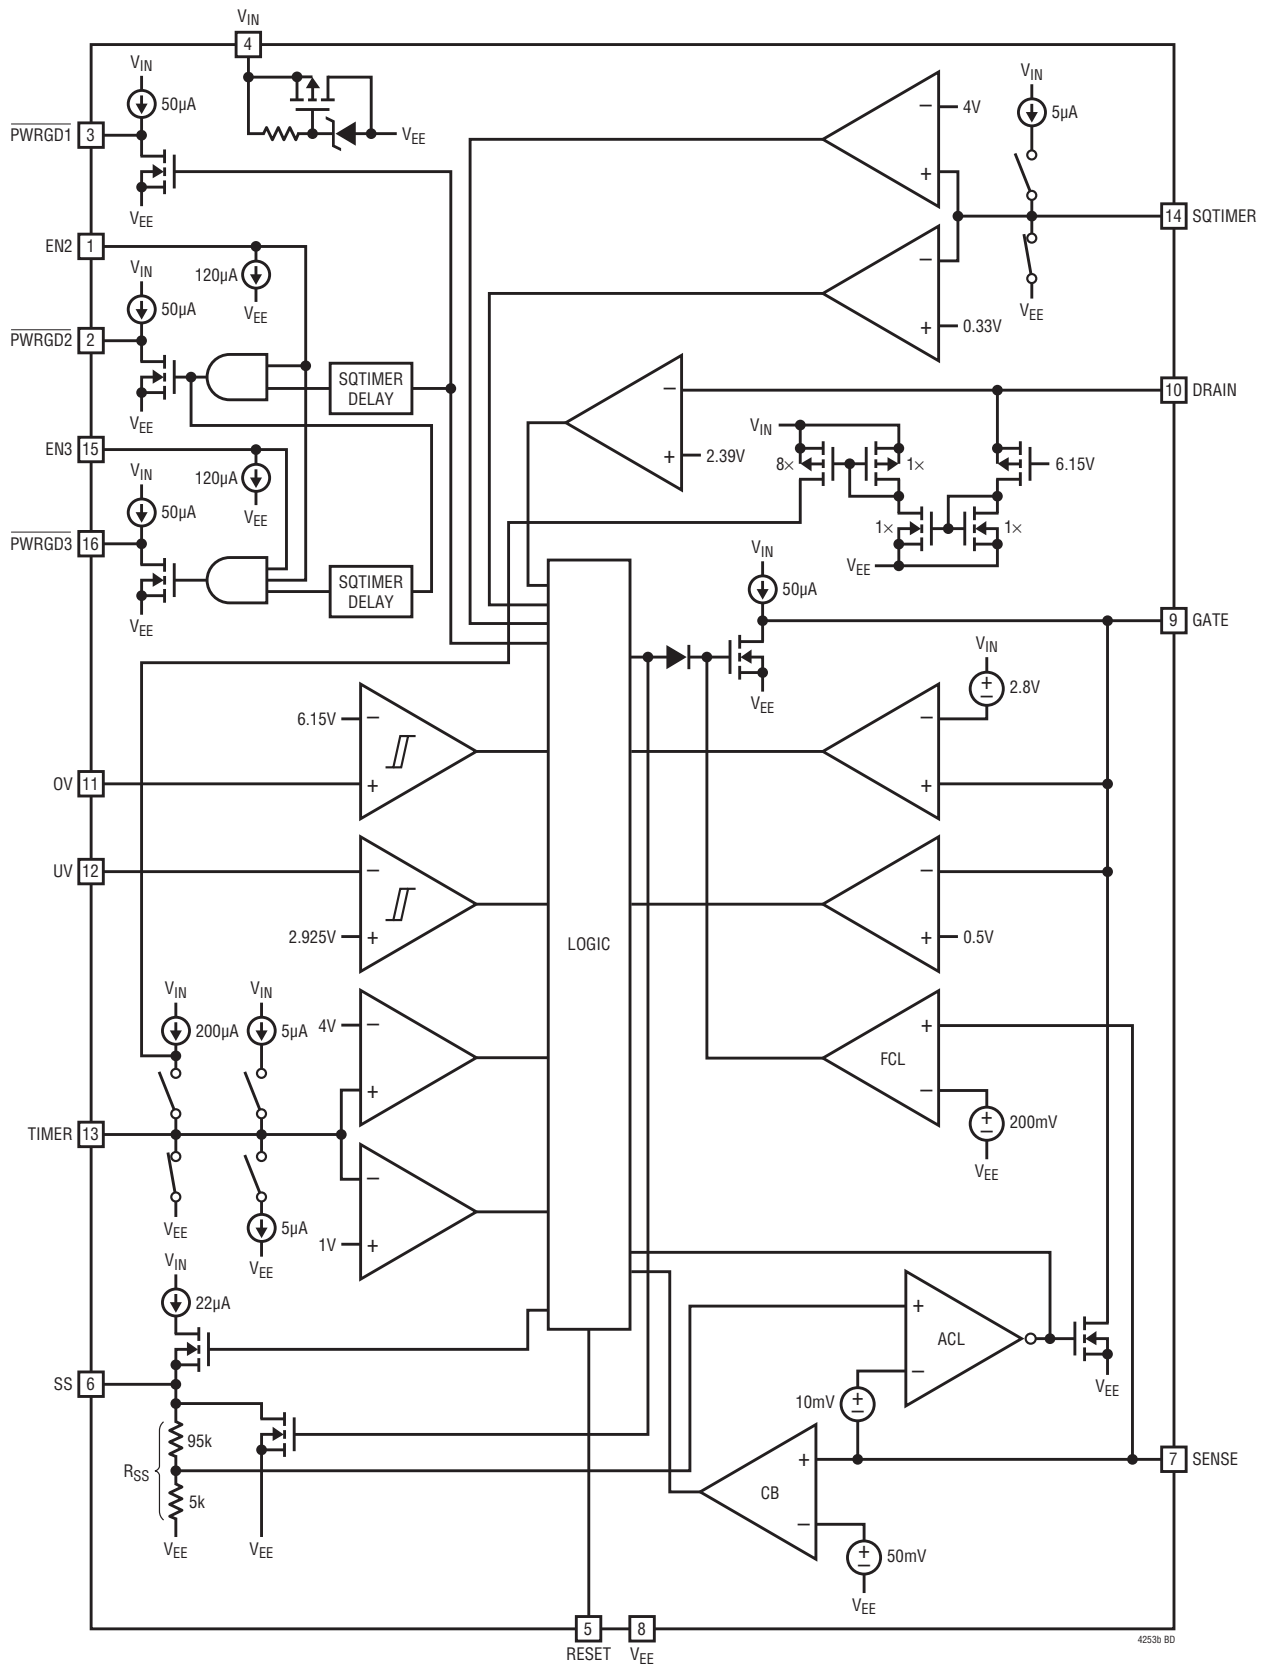 VIN
4
VIN
50µA
PWRGD1
3
VEE
VEE
EN2
1
VIN
120µA
50µA
VEE
PWRGD2
2
SQTIMER
DELAY
VEE
EN3
15
VIN
120µA
50µA
VEE
PWRGD3
16
SQTIMER
DELAY
VEE
−
4V
+
VIN
5µA
14
SQTIMER
−
+
0.33V
VEE
−
+
2.39V
10
DRAIN
VIN
8×
1×
6.15V
1×
1×
VEE
VIN
50µA
9
GATE
VEE
VIN
+
−
2.8V
−
+
6.15V
−
+
OV
11
UV
12
−
2.925V
+
LOGIC
−
+
0.5V
VIN
200µA
VIN
5µA
4V
−
+
TIMER
13
−
1V
+
VEE
5µA
VEE
+
FCL
−
+
−
200mV
VEE
VIN
22µA
SS
6
95k
RSS
5k
VEE
VEE
+
ACL
−
VEE
10mV
+
−
+
CB
−
7
SENSE
+
−
50mV
VEE
5
RESET
8
VEE
4253b BD